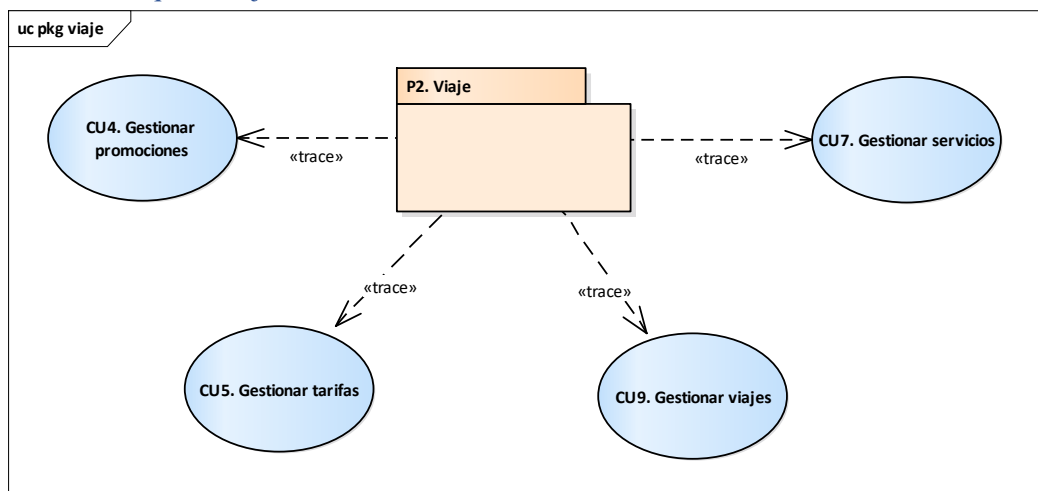 uc pkg viaje
P2. Viaje
CU4. Gestionar
promociones
«trace»
«trace»
CU7. Gestionar servicios
«trace»
«trace»
CU5. Gestionar tarifas
CU9. Gestionar viajes